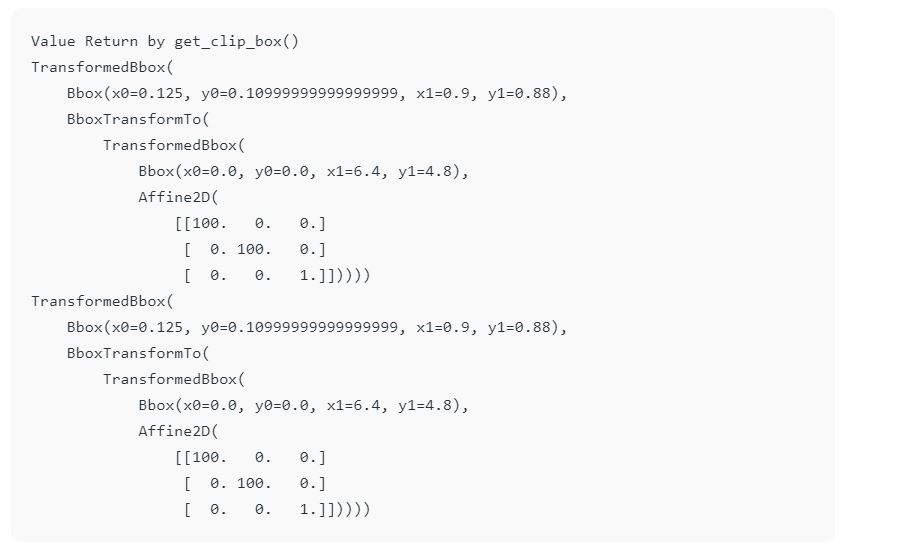 Value Return by get_clip_box()
TransformedBbox(
    Bbox(x0=0.125, y0=0.10999999999999999, x1=0.9, y1=0.88),
    BboxTransformTo(
        TransformedBbox(
            Bbox(x0=0.0, y0=0.0, x1=6.4, y1=4.8),
            Affine2D(
                [[100.   0.   0.]
                 [  0. 100.   0.]
                 [  0.   0.   1.]]))))
TransformedBbox(
    Bbox(x0=0.125, y0=0.10999999999999999, x1=0.9, y1=0.88),
    BboxTransformTo(
        TransformedBbox(
            Bbox(x0=0.0, y0=0.0, x1=6.4, y1=4.8),
            Affine2D(
                [[100.   0.   0.]
                 [  0. 100.   0.]
                 [  0.   0.   1.]]))))